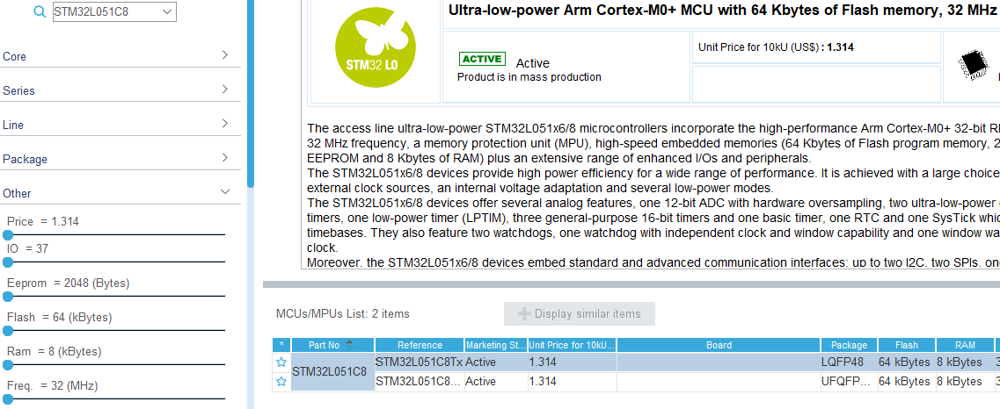 STM32L051C8
Core
Series
Line
Package
Other
Price = 1.314
IO = 37
Eeprom = 2048 (Bytes)
Flash = 64 (kBytes)
Ram = 8 (kBytes)
Freq. = 32 (MHz)
STM32 L0
Ultra-low-power Arm Cortex-M0+ MCU with 64 Kbytes of Flash memory, 32 MHz
ACTIVE Active
Product is in mass production
Unit Price for 10kU (US$) : 1.314
The access line ultra-low-power STM32L051x6/8 microcontrollers incorporate the high-performance Arm Cortex-M0+ 32-bit
32 MHz frequency, a memory protection unit (MPU), high-speed embedded memories (64 Kbytes of Flash program memory, 2
EEPROM and 8 Kbytes of RAM) plus an extensive range of enhanced I/Os and peripherals.
The STM32L051x6/8 devices provide high power efficiency for a wide range of performance. It is achieved with a large choice
external clock sources, an internal voltage adaptation and several low-power modes.
The STM32L051x6/8 devices offer several analog features, one 12-bit ADC with hardware oversampling, two ultra-low-power
timers, one low-power timer (LPTIM), three general-purpose 16-bit timers and one basic timer, one RTC and one SysTick whic
timebases. They also feature two watchdogs, one watchdog with independent clock and window capability and one window wa
clock.
Moreover, the STM32L051x6/8 devices embed standard and advanced communication interfaces: up to two I2C, two SPIs, on
MCUs/MPUs List: 2 items
Display similar items
* Part No Reference Marketing St... Unit Price for 10kU... Board Package Flash RAM
STM32L051C8
STM32L051C8Tx Active 1.314 LQFP48 64 kBytes 8 kBytes
STM32L051C8... Active 1.314 UFQFP... 64 kBytes 8 kBytes